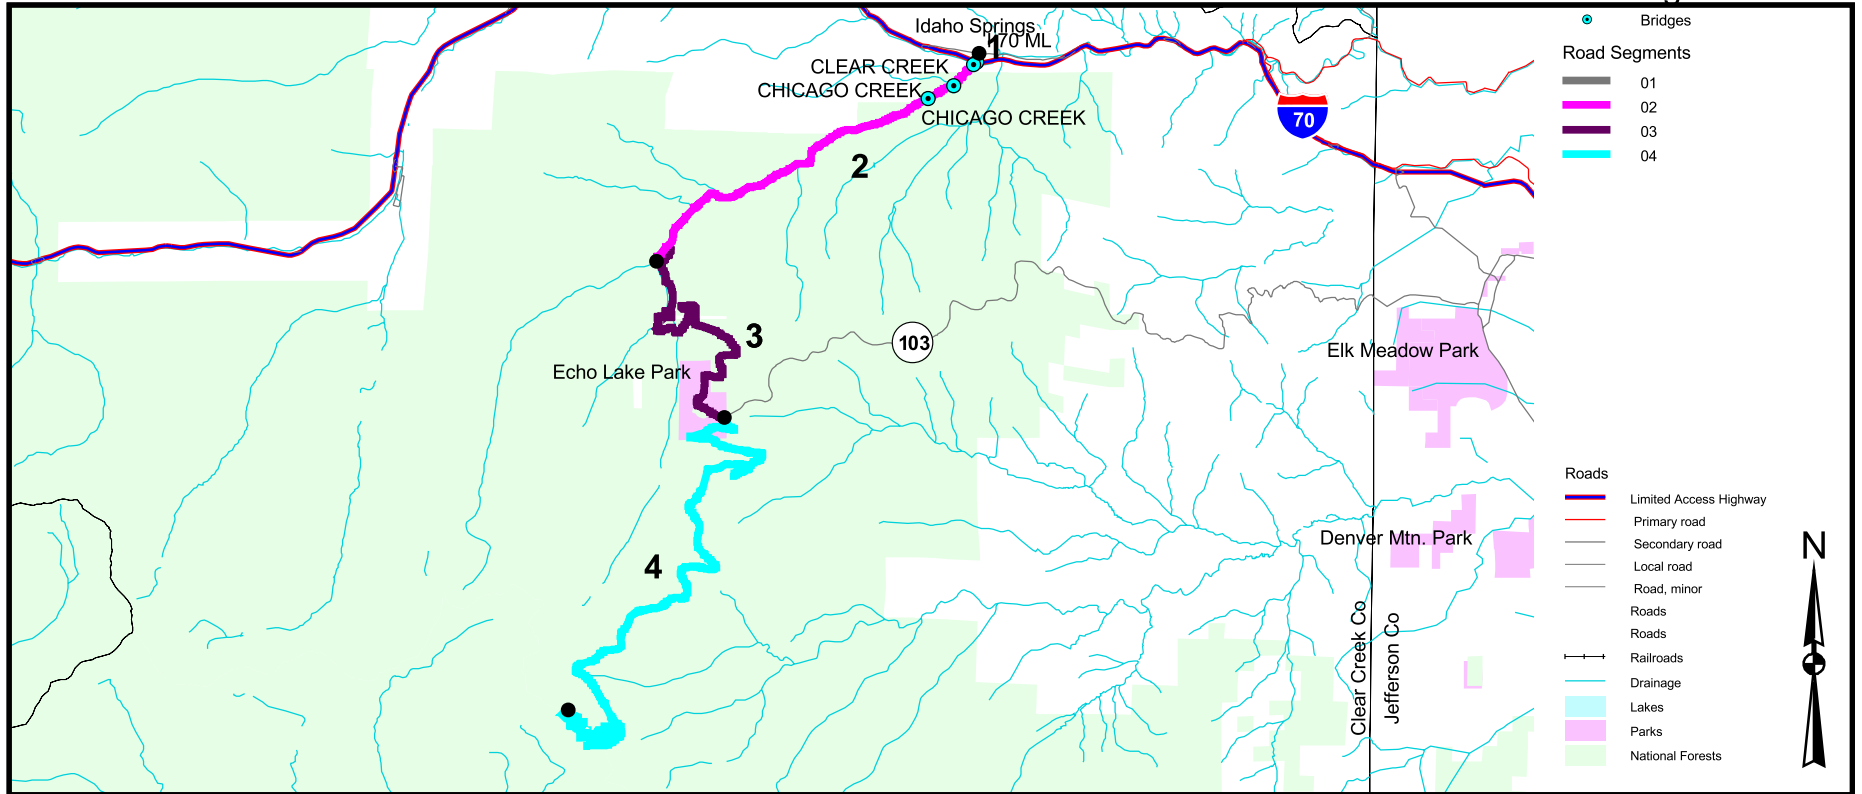 Idaho Springs
I 70 ML
1
CLEAR CREEK
CHICAGO CREEK
CHICAGO CREEK
2
70
103
3
Echo Lake Park
Elk Meadow Park
Denver Mtn. Park
4
Clear Creek Co
Jefferson Co
Bridges
Road Segments
01
02
03
04
Roads
Limited Access Highway
Primary road
Secondary road
Local road
Road, minor
Roads
Roads
Railroads
Drainage
Lakes
Parks
National Forests
N